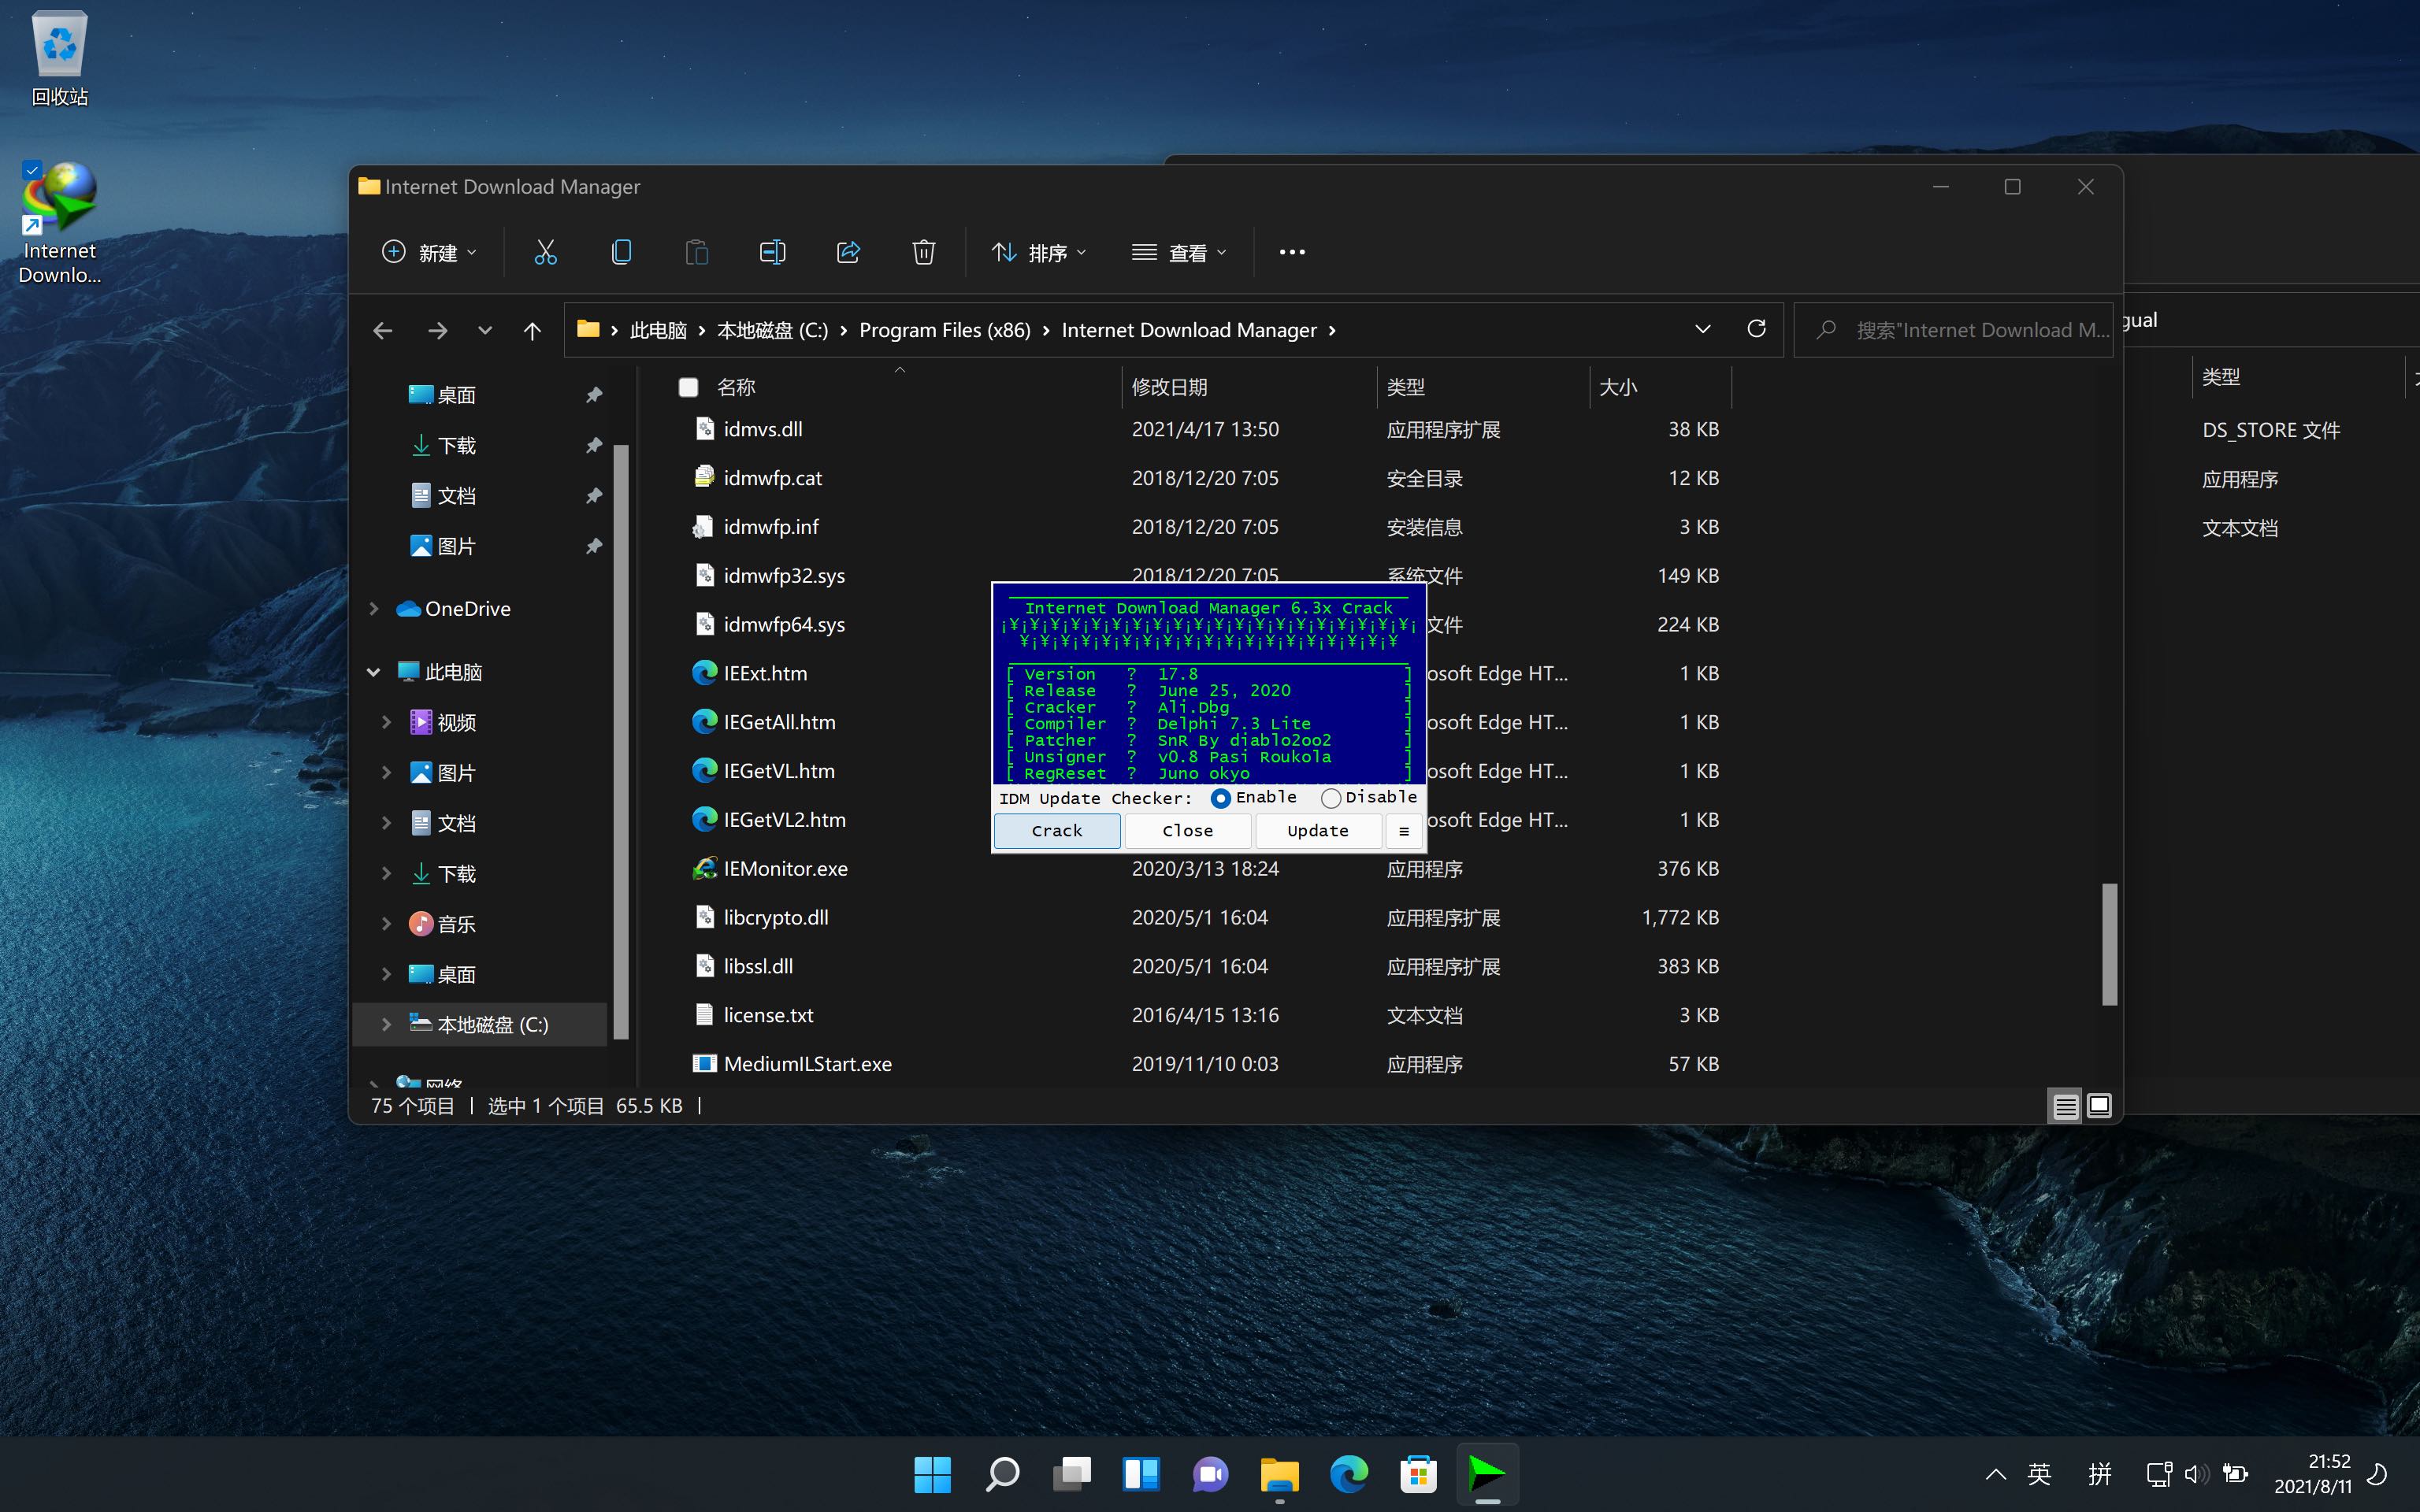 回收站
Internet
Downlo...
Internet Download Manager
新建
排序
查看
此电脑 本地磁盘 (C:) Program Files (x86) Internet Download Manager
搜索"Internet Download M...
名称 修改日期 类型 大小
idmvs.dll 2021/4/17 13:50 应用程序扩展 38 KB
idmwfp.cat 2018/12/20 7:05 安全目录 12 KB
idmwfp.inf 2018/12/20 7:05 安装信息 3 KB
idmwfp32.sys 2018/12/20 7:05 系统文件 149 KB
idmwfp64.sys 文件 224 KB
IEExt.htm osoft Edge HT... 1 KB
IEGetAll.htm osoft Edge HT... 1 KB
IEGetVL.htm osoft Edge HT... 1 KB
IEGetVL2.htm osoft Edge HT... 1 KB
IEMonitor.exe 2020/3/13 18:24 应用程序 376 KB
libcrypto.dll 2020/5/1 16:04 应用程序扩展 1,772 KB
libssl.dll 2020/5/1 16:04 应用程序扩展 383 KB
license.txt 2016/4/15 13:16 文本文档 3 KB
MediumILStart.exe 2019/11/10 0:03 应用程序 57 KB
桌面
下载
文档
图片
OneDrive
此电脑
视频
图片
文档
下载
音乐
桌面
本地磁盘 (C:)
网络
75 个项目 选中 1 个项目 65.5 KB
Internet Download Manager 6.3x Crack
¡¥¡¥¡¥¡¥¡¥¡¥¡¥¡¥¡¥¡¥¡¥¡¥¡¥¡¥¡¥¡¥¡¥¡¥¡¥¡¥¡
¥¡¥¡¥¡¥¡¥¡¥¡¥¡¥¡¥¡¥¡¥¡¥¡¥¡¥¡¥¡¥¡¥¡¥¡¥
[ Version ? 17.8 ]
[ Release ? June 25, 2020 ]
[ Cracker ? Ali.Dbg ]
[ Compiler ? Delphi 7.3 Lite ]
[ Patcher ? SnR By diablo2oo2 ]
[ Unsigner ? v0.8 Pasi Roukola ]
[ RegReset ? Juno okyo ]
IDM Update Checker: Enable Disable
Crack Close Update ≡
gual
类型
DS_STORE 文件
应用程序
文本文档
英 拼
21:52
2021/8/11